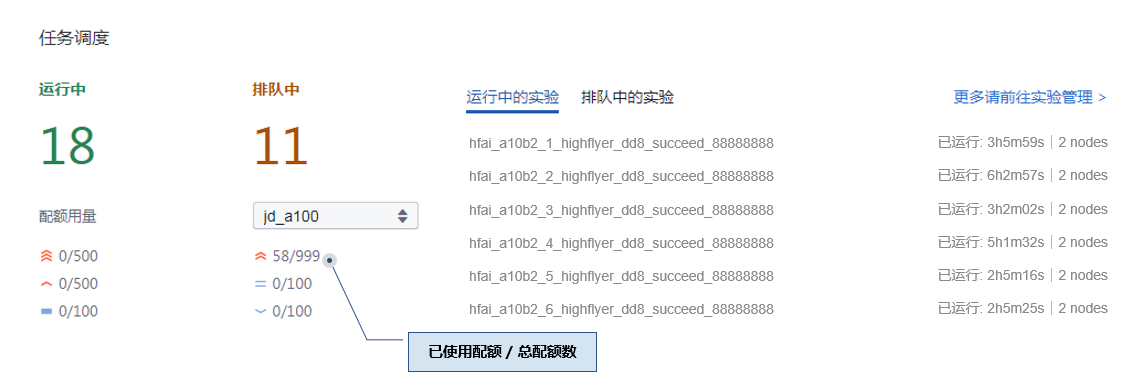 任务调度
运行中
排队中
18
11
配额用量
jd_a100
0/500
58/999
0/500
0/100
0/100
0/100
已使用配额 / 总配额数
运行中的实验 排队中的实验 更多请前往实验管理 >
hfai_a10b2_1_highflyer_dd8_succeed_88888888 已运行: 3h5m59s | 2 nodes
hfai_a10b2_2_highflyer_dd8_succeed_88888888 已运行: 6h2m57s | 2 nodes
hfai_a10b2_3_highflyer_dd8_succeed_88888888 已运行: 3h2m02s | 2 nodes
hfai_a10b2_4_highflyer_dd8_succeed_88888888 已运行: 5h1m32s | 2 nodes
hfai_a10b2_5_highflyer_dd8_succeed_88888888 已运行: 2h5m16s | 2 nodes
hfai_a10b2_6_highflyer_dd8_succeed_88888888 已运行: 2h5m25s | 2 nodes